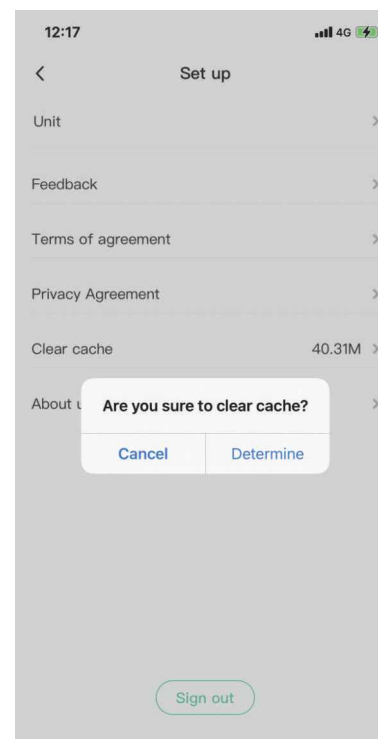 12:17 4G
Set up
Unit
Feedback
Terms of agreement
Privacy Agreement
Clear cache 40.31M
About u
Are you sure to clear cache?
Cancel Determine
Sign out